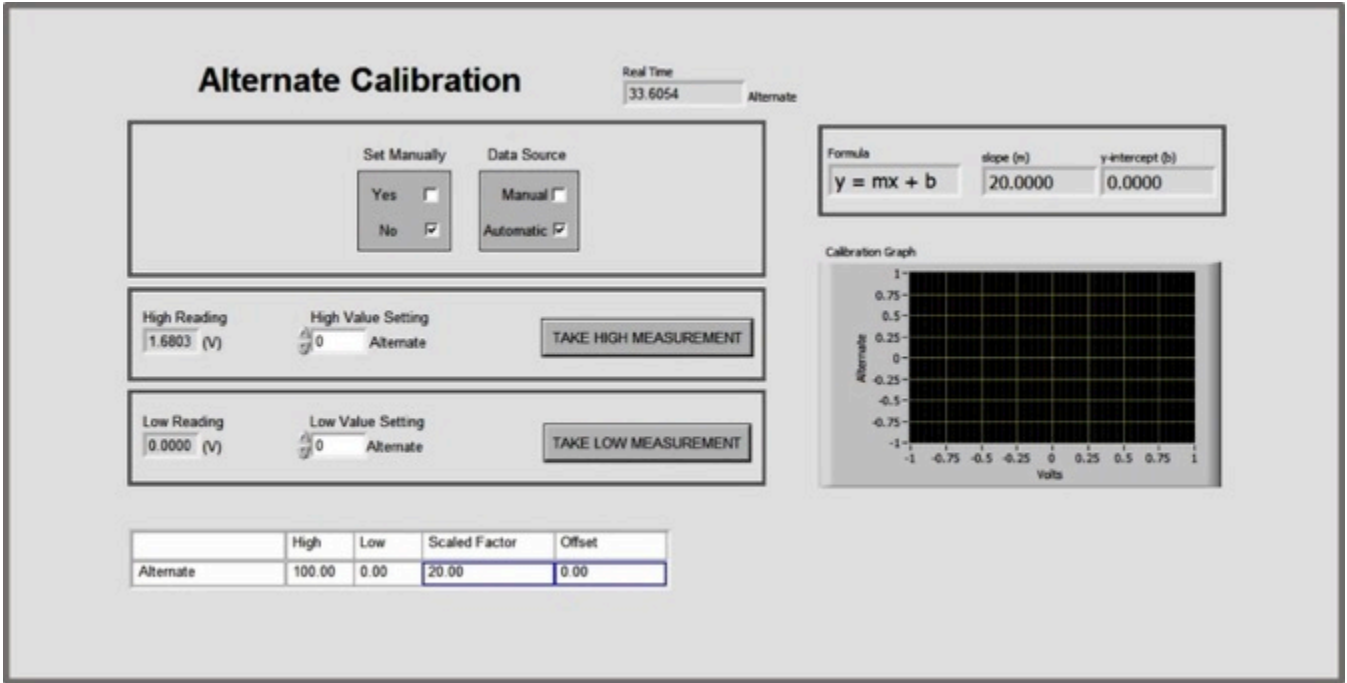 Alternate Calibration
Real Time
33.6054 Alternate
Set Manually Data Source
Yes Manual
No Automatic
Formula slope (m) y-intercept (b)
y = mx + b 20.0000 0.0000
High Reading High Value Setting
1.6803 (V) 0 Alternate TAKE HIGH MEASUREMENT
Low Reading Low Value Setting
0.0000 (V) 0 Alternate TAKE LOW MEASUREMENT
Calibration Graph
1
0.75
0.5
0.25
0
-0.25
-0.5
-0.75
-1
Alternate
-1 -0.75 -0.5 -0.25 0 0.25 0.5 0.75 1
Volts
High Low Scaled Factor Offset
Alternate 100.00 0.00 20.00 0.00